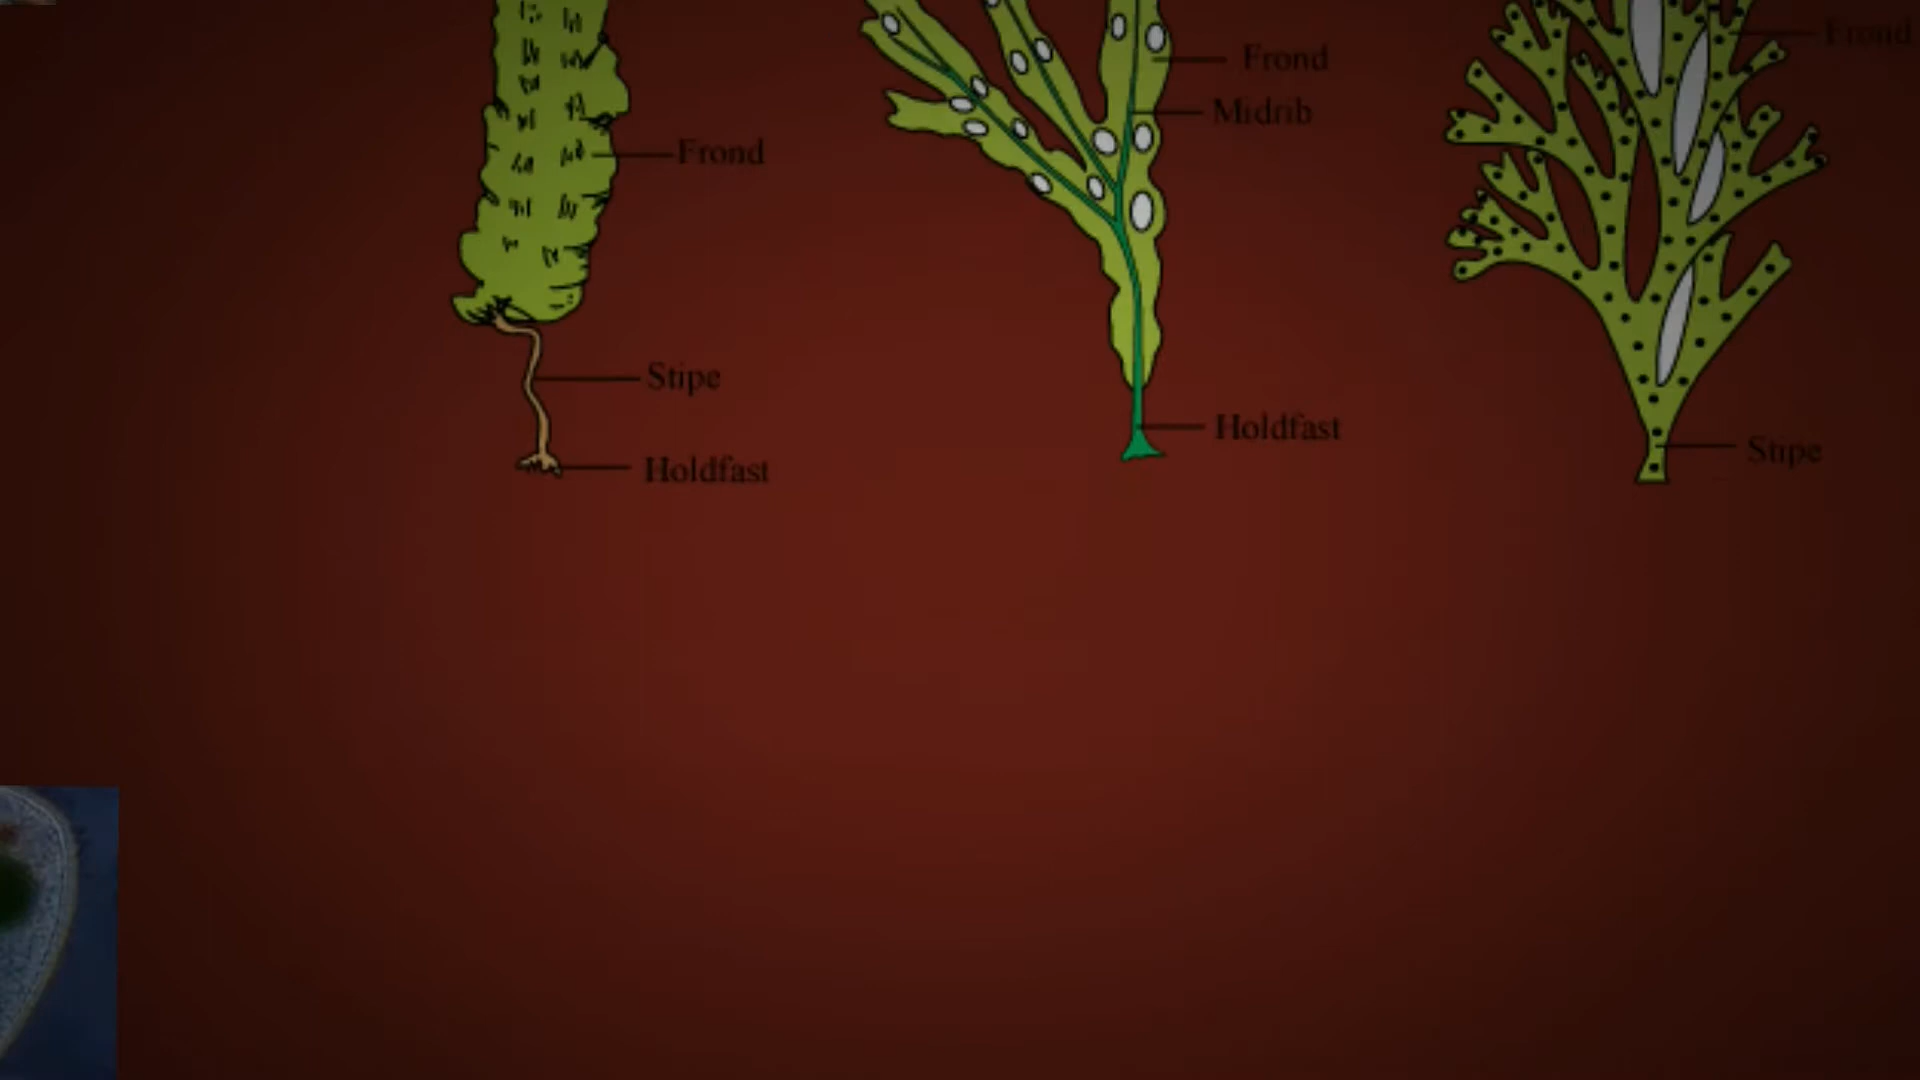 Frond
Stipe
Holdfast
Frond
Midrib
Holdfast
Frond
Stipe